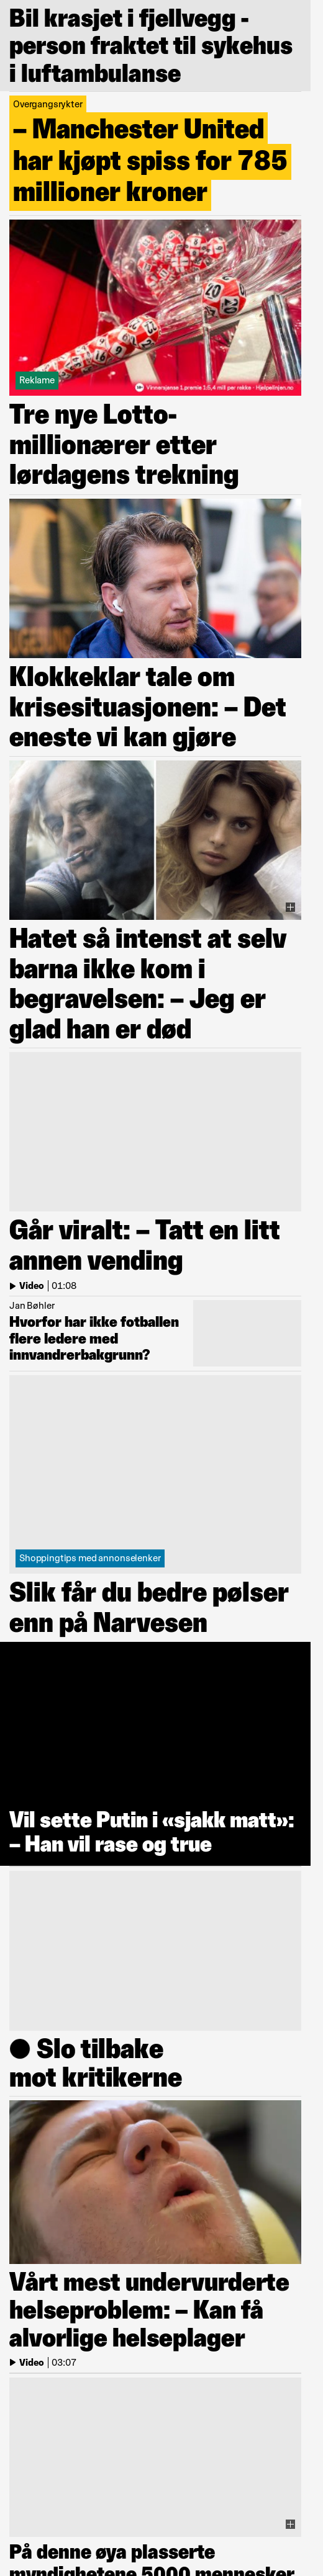 Bil krasjet i fjellvegg -
person fraktet til sykehus
i luftambulanse
Overgangsrykter
– Manchester United
har kjøpt spiss for 785
millioner kroner
Reklame
Vinnersjanse 1.premie 1:5,4 mill per rekke - Hjelpelinjen.no
Tre nye Lotto-
millionærer etter
lørdagens trekning
Klokkeklar tale om
krisesituasjonen: – Det
eneste vi kan gjøre
Hatet så intenst at selv
barna ikke kom i
begravelsen: – Jeg er
glad han er død
Går viralt: – Tatt en litt
annen vending
Video | 01:08
Jan Bøhler
Hvorfor har ikke fotballen
flere ledere med
innvandrerbakgrunn?
Shoppingtips med annonselenker
Slik får du bedre pølser
enn på Narvesen
Vil sette Putin i «sjakk matt»:
– Han vil rase og true
● Slo tilbake
mot kritikerne
Vårt mest undervurderte
helseproblem: – Kan få
alvorlige helseplager
Video | 03:07
På denne øya plasserte
myndighetene 5000 mennesker